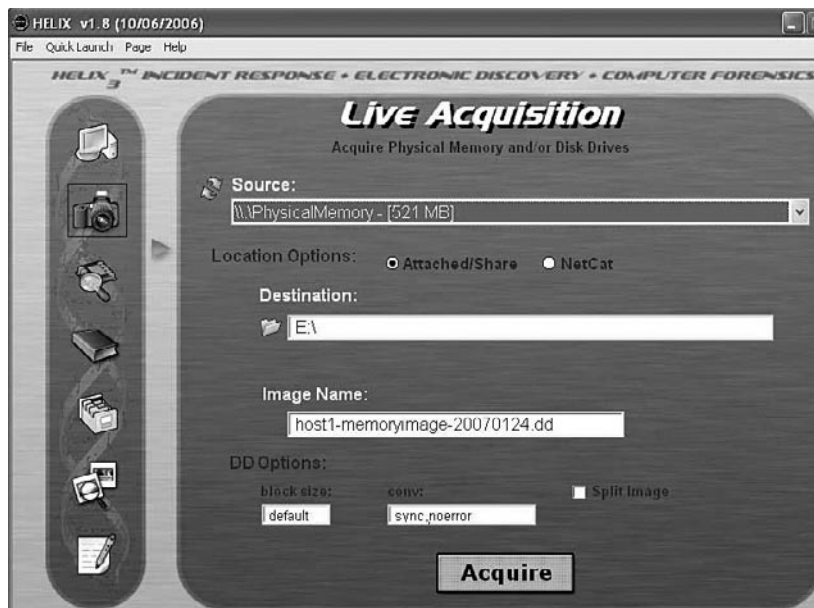 HELIX v1.8 (10/06/2006)
File Quick Launch Page Help
HELIX3™ INCIDENT RESPONSE • ELECTRONIC DISCOVERY • COMPUTER FORENSICS
Live Acquisition
Acquire Physical Memory and/or Disk Drives
Source:
\\.\PhysicalMemory - [521 MB]
Location Options: Attached/Share NetCat
Destination:
E:\
Image Name:
host1-memoryimage-20070124.dd
DD Options:
block size: conv: Split Image
default sync,noerror
Acquire